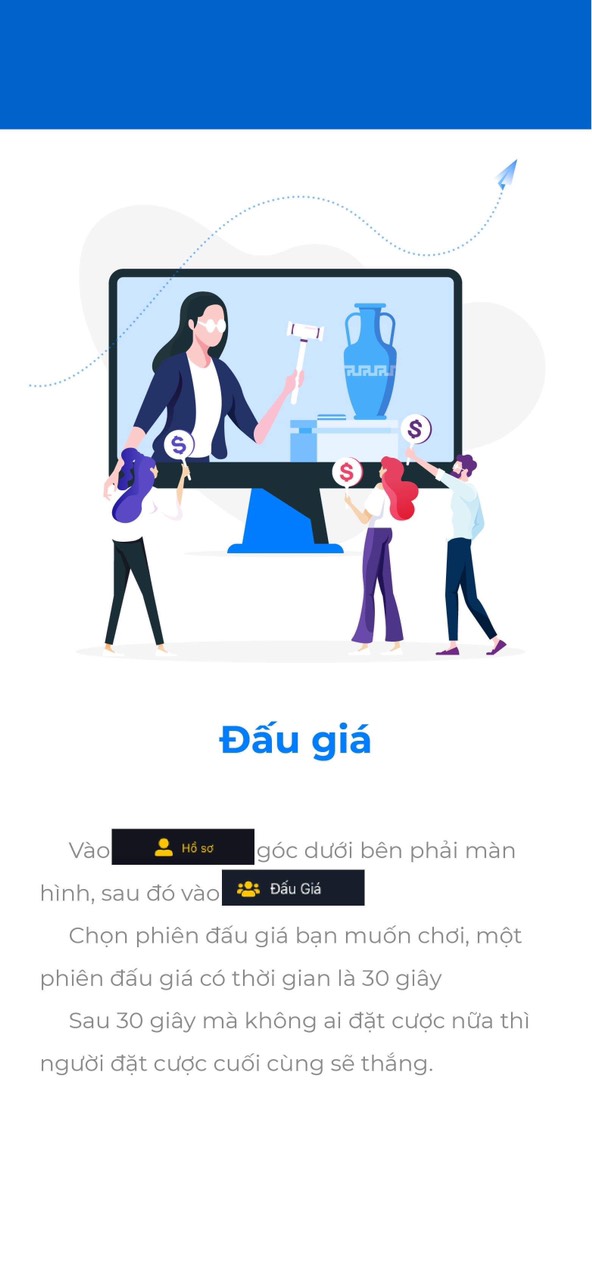 Đấu giá
Vào Hồ sơ góc dưới bên phải màn
hình, sau đó vào Đấu Giá
Chọn phiên đấu giá bạn muốn chơi, một
phiên đấu giá có thời gian là 30 giây
Sau 30 giây mà không ai đặt cược nữa thì
người đặt cược cuối cùng sẽ thắng.